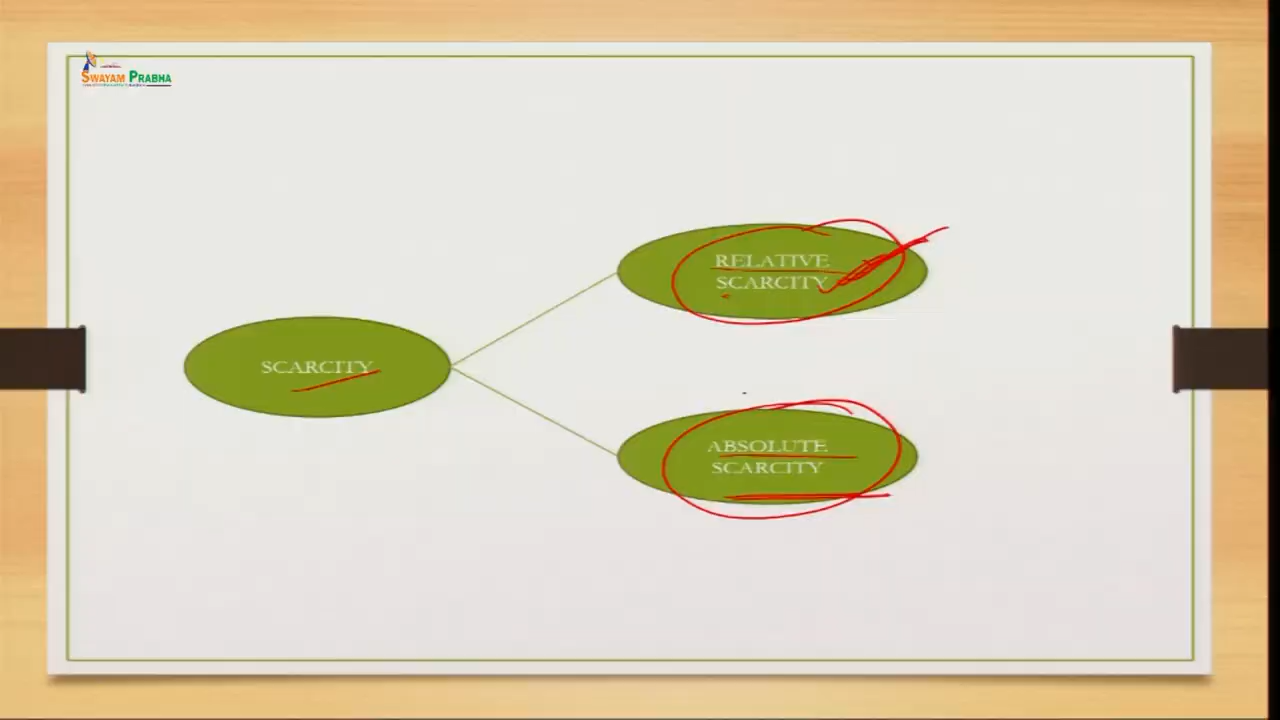 SWAYAM PRABHA
SCARCITY
RELATIVE
SCARCITY
ABSOLUTE
SCARCITY